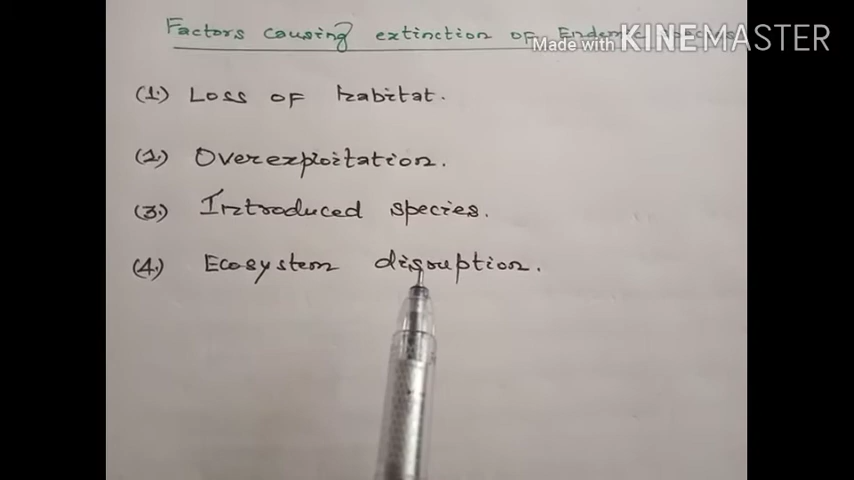 Factors causing extinction of Endemic
Made with KINEMASTER
(1.) Loss of habitat.
(2.) Overexploitation.
(3.) Introduced species.
(4.) Ecosystem disruption.